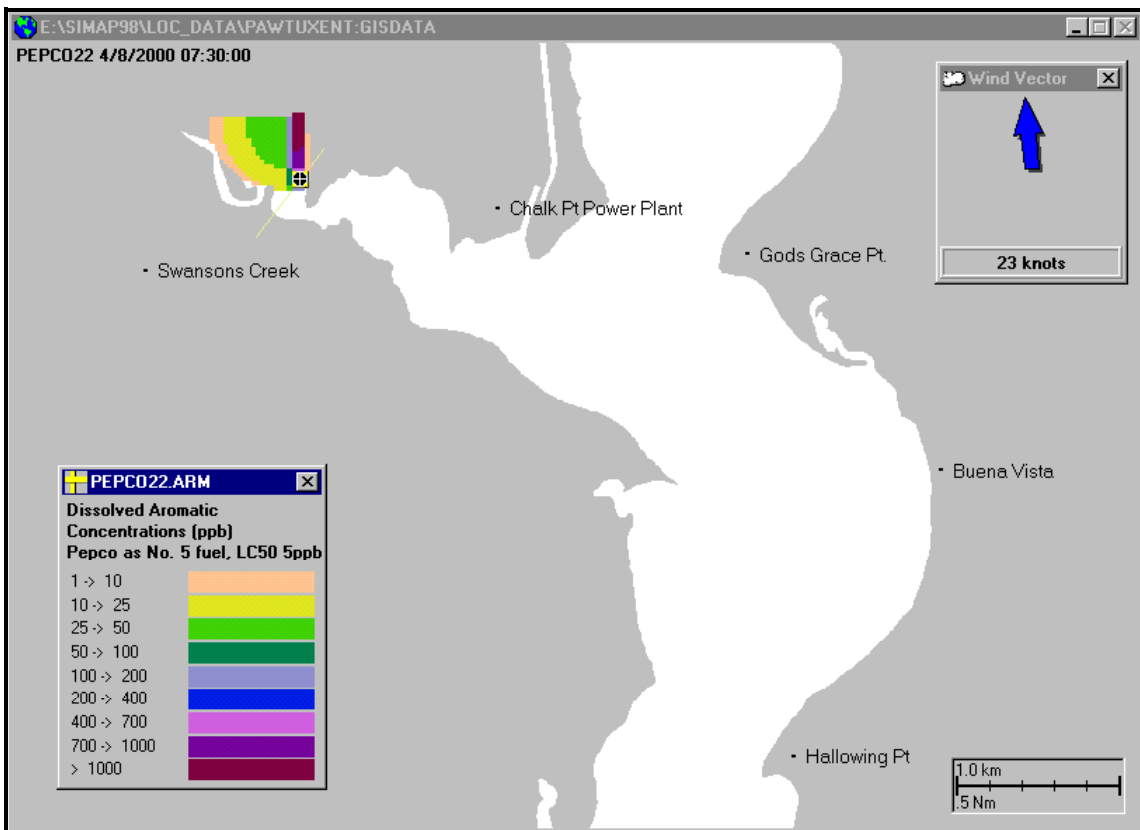 E:\SIMAP98\LOC_DATA\PAWTUXENT:GISDATA
PEPCO22 4/8/2000 07:30:00
Wind Vector
23 knots
Chalk Pt Power Plant
Gods Grace Pt.
Swansons Creek
Buena Vista
Hallowing Pt
PEPCO22.ARM
Dissolved Aromatic
Concentrations (ppb)
Pepco as No. 5 fuel, LC50 5ppb
1 -> 10
10 -> 25
25 -> 50
50 -> 100
100 -> 200
200 -> 400
400 -> 700
700 -> 1000
> 1000
1.0 km
.5 Nm